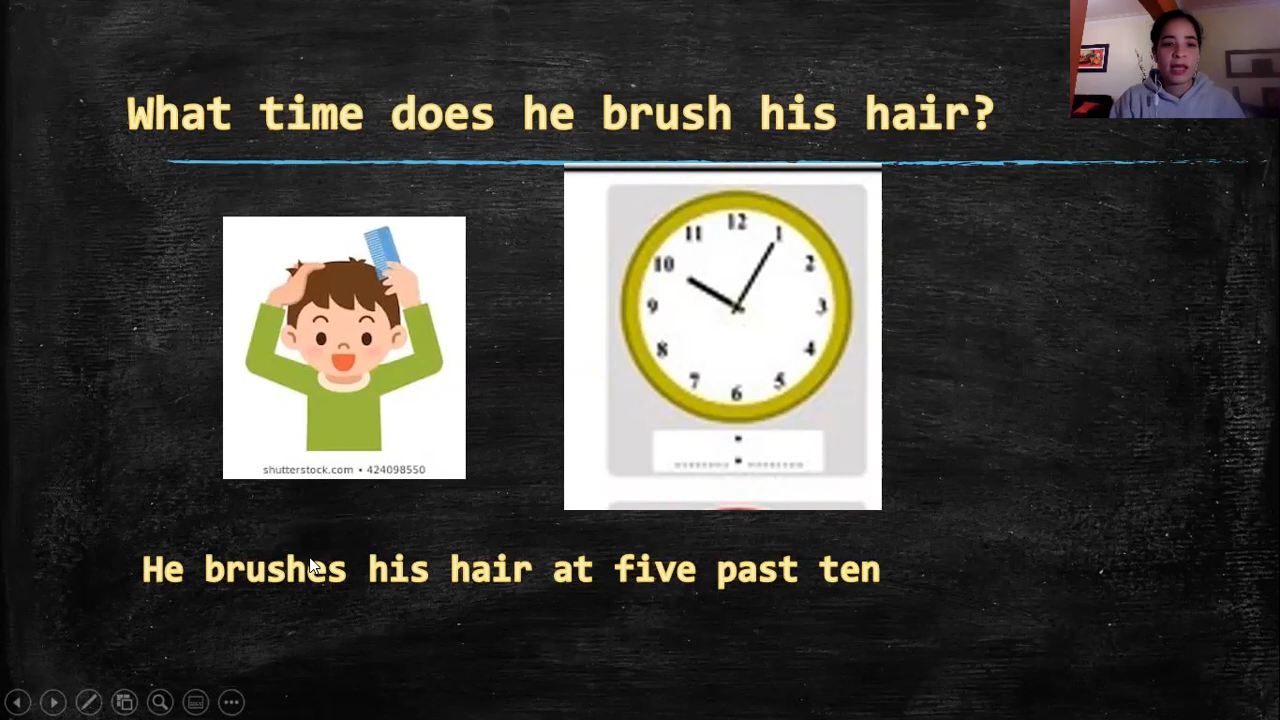 What time does he brush his hair?
12
11 1
10 2
9 3
8 4
7 5
6
:
shutterstock.com • 424098550
He brushes his hair at five past ten